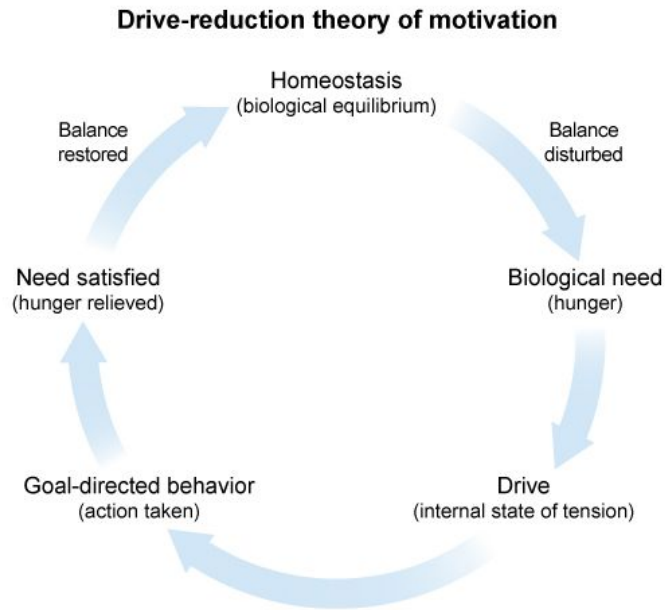 Drive-reduction theory of motivation
Homeostasis
(biological equilibrium)
Balance
disturbed
Biological need
(hunger)
Drive
(internal state of tension)
Goal-directed behavior
(action taken)
Need satisfied
(hunger relieved)
Balance
restored